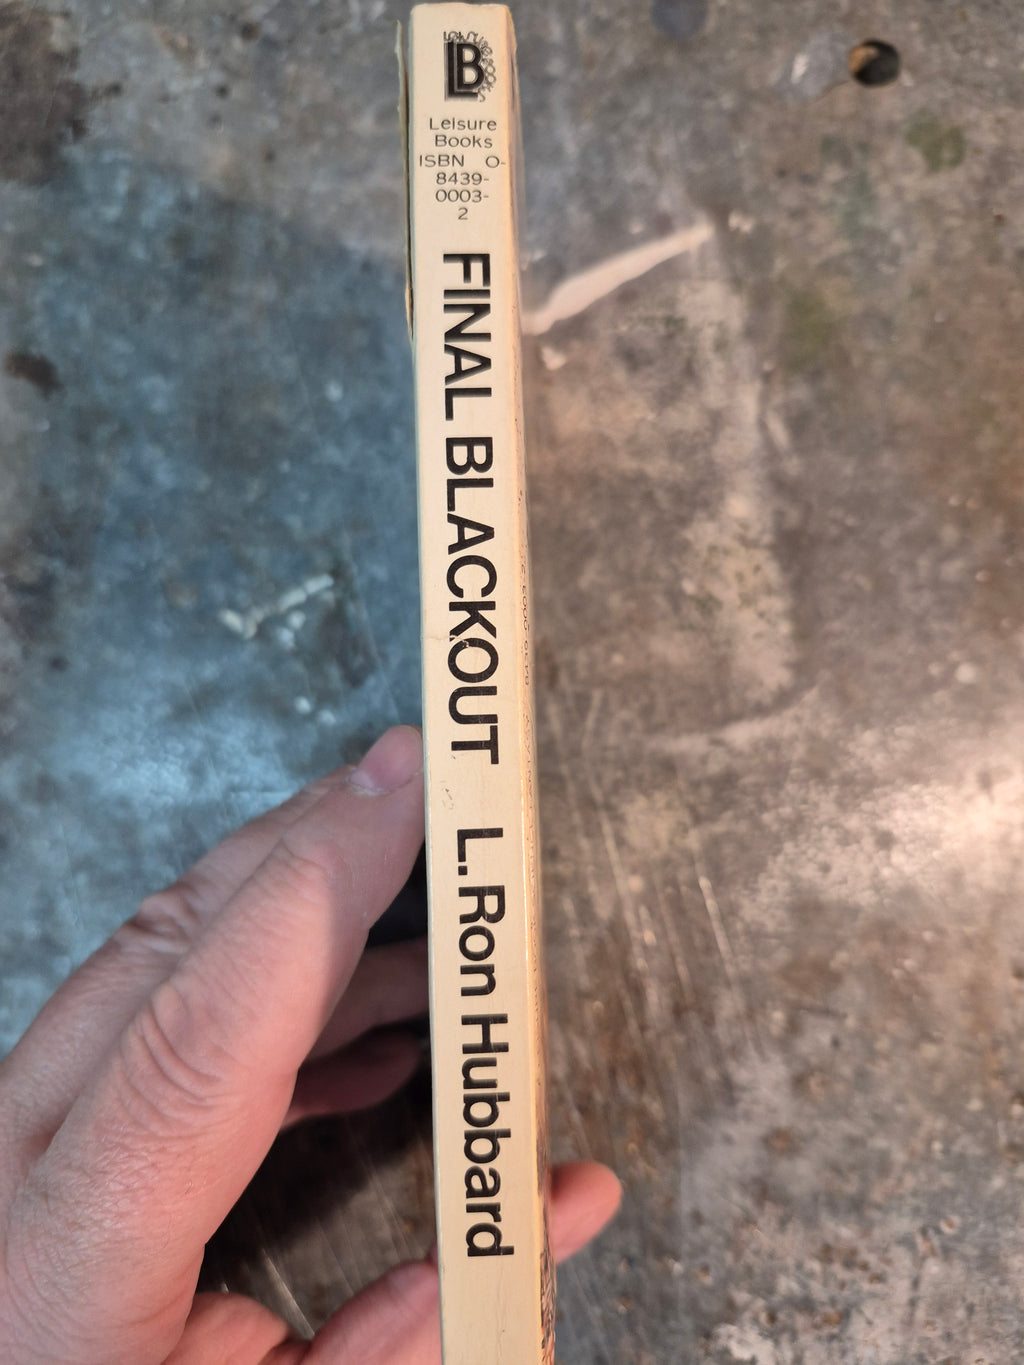 LB
Leisure
Books
ISBN 0-
8439-
0003-
2
FINAL BLACKOUT L. Ron Hubbard